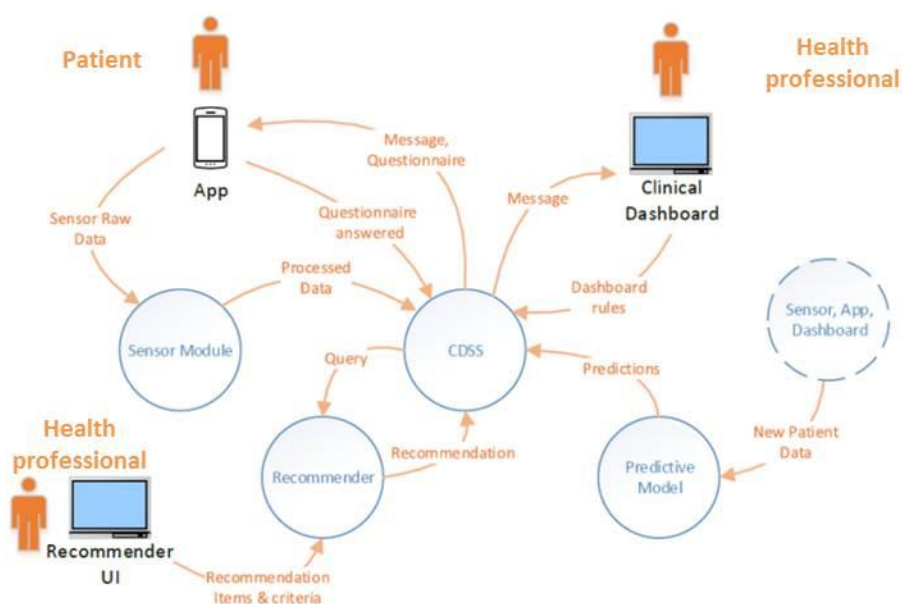 Patient
Health
professional
App
Message,
Questionnaire
Message
Clinical
Dashboard
Sensor Raw
Data
Questionnaire
answered
Processed
Data
Dashboard
rules
Sensor, App,
Dashboard
Sensor Module
CDSS
Query
Predictions
Health
professional
Recommendation
New Patient
Data
Recommender
Predictive
Model
Recommender
UI
Recommendation
Items & criteria